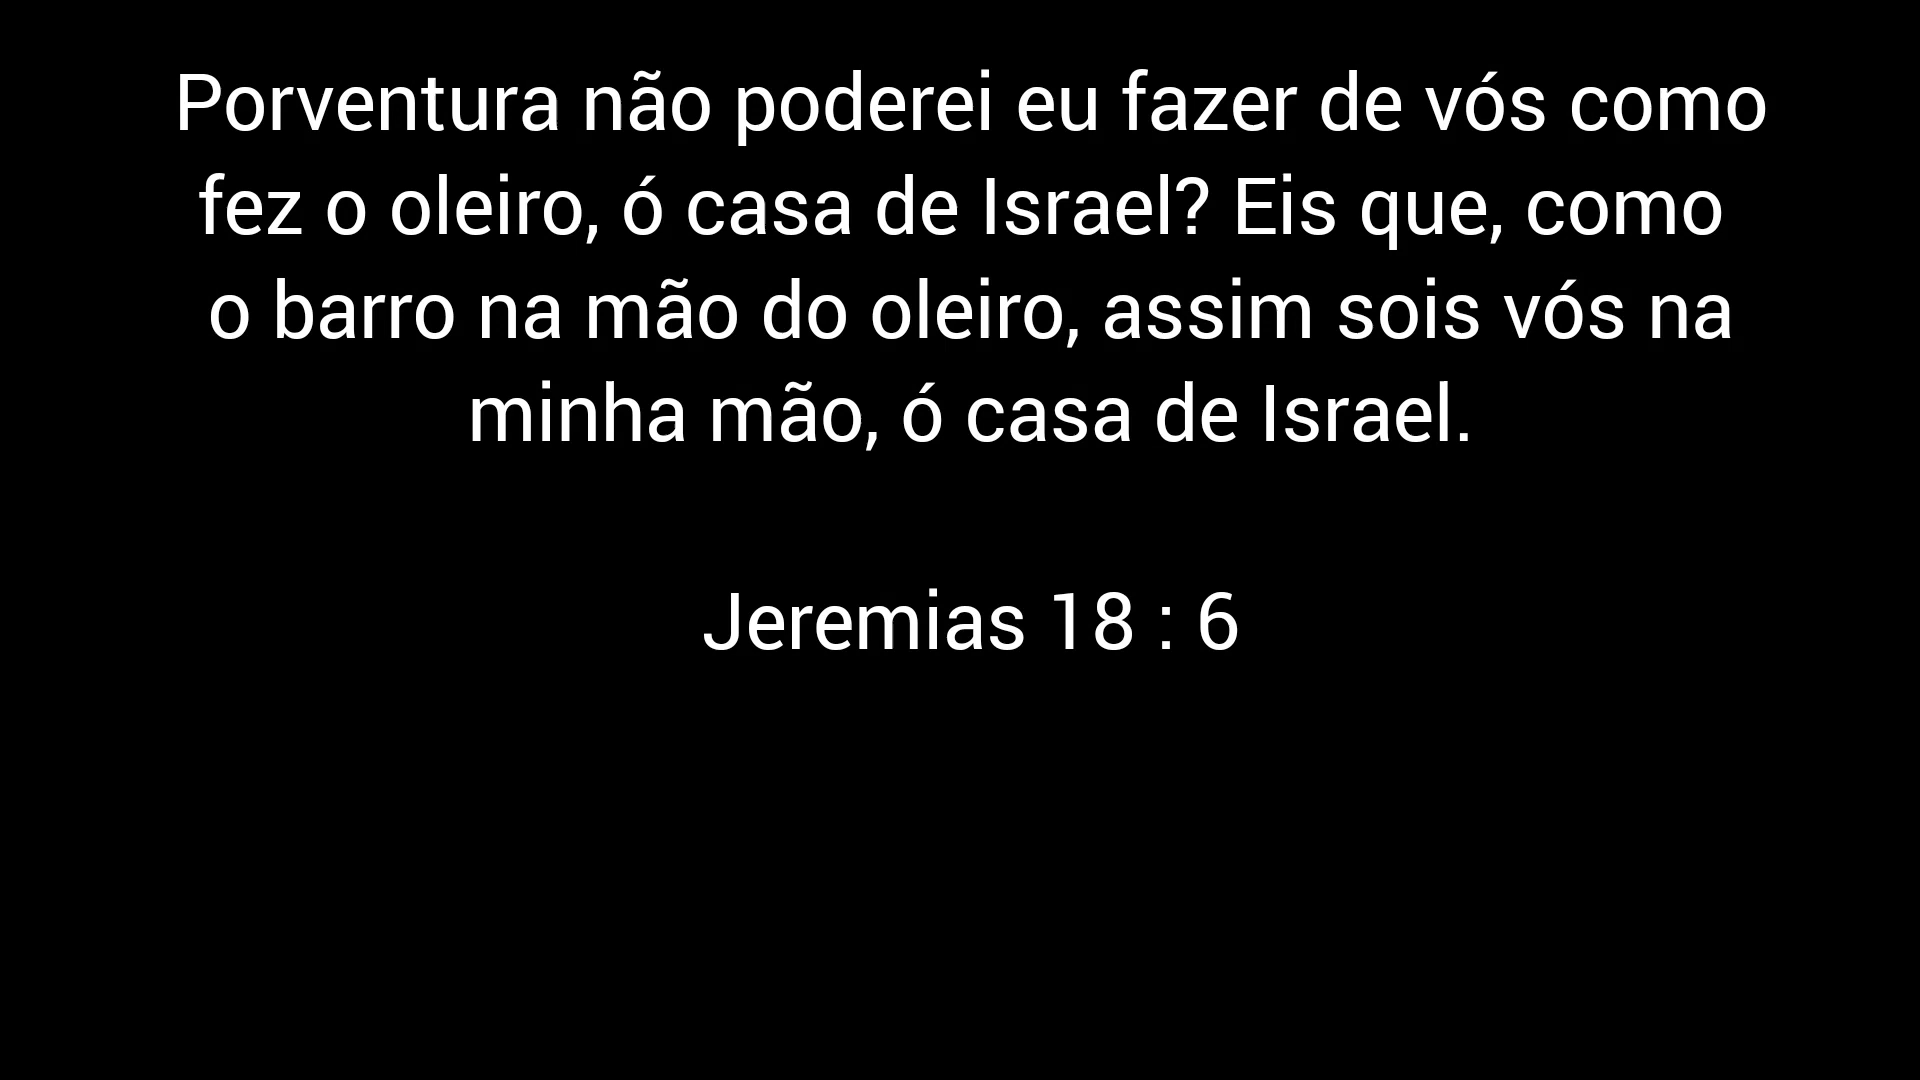 Porventura não poderei eu fazer de vós como
fez o oleiro, ó casa de Israel? Eis que, como
o barro na mão do oleiro, assim sois vós na
minha mão, ó casa de Israel.
Jeremias 18 : 6